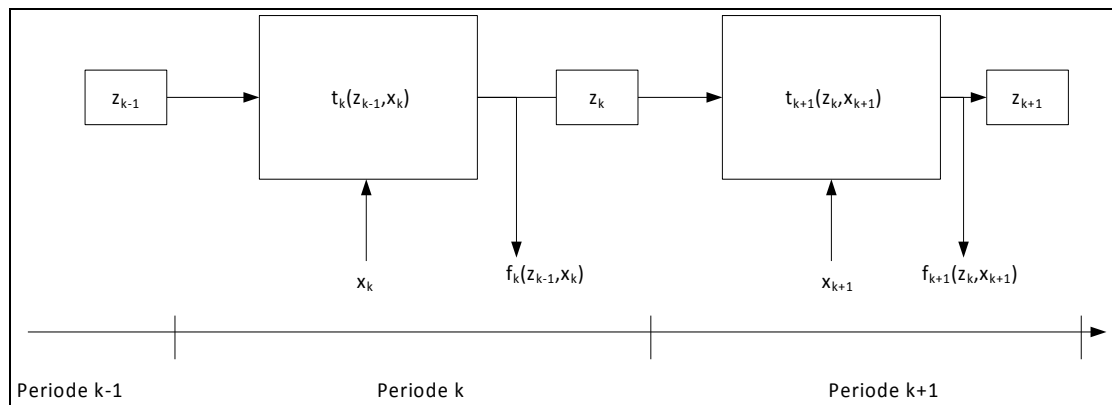 z_{k-1} t_k(z_{k-1},x_k) z_k t_{k+1}(z_k,x_{k+1}) z_{k+1}
x_k f_k(z_{k-1},x_k) x_{k+1} f_{k+1}(z_k,x_{k+1})
Periode k-1 Periode k Periode k+1